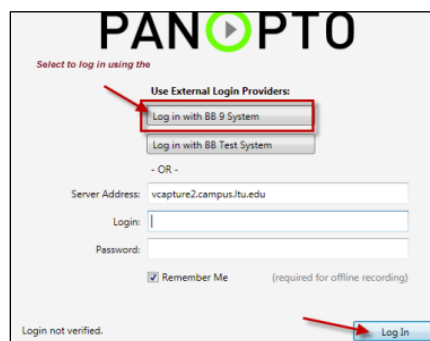 PANOPTO
Select to log in using the
Use External Login Providers:
Log in with BB 9 System
Log in with BB Test System
- OR -
Server Address: vcapture2.campus.ltu.edu
Login:
Password:
Remember Me (required for offline recording)
Login not verified. Log In